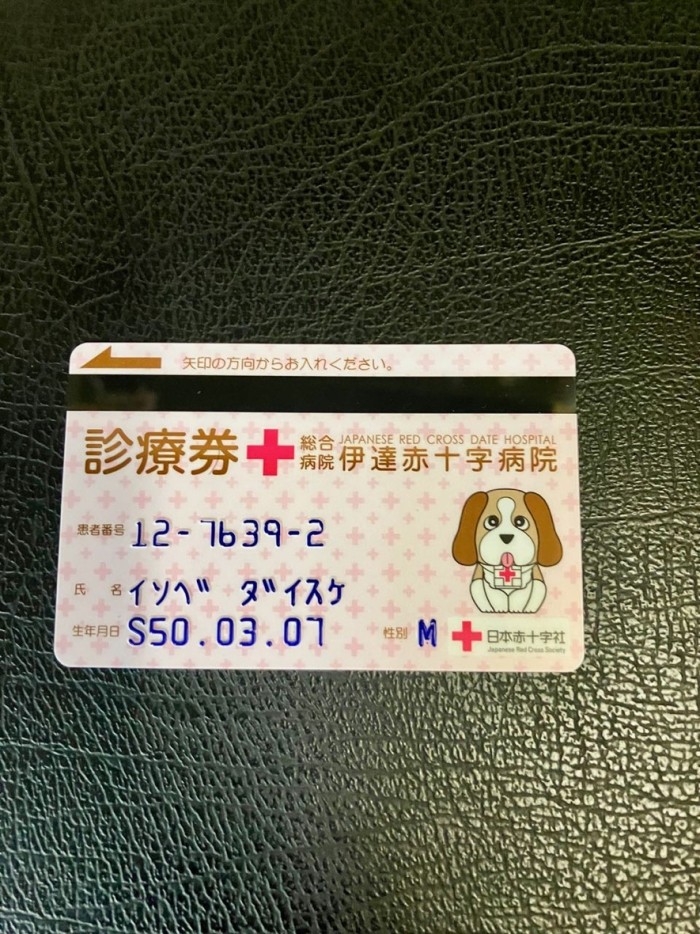 矢印の方向からお入れください。
診療券 総合病院 JAPANESE RED CROSS DATE HOSPITAL
伊達赤十字病院
患者番号 12-7639-2
氏名 イソベ ダイスケ
生年月日 S50.03.07 性別 M
日本赤十字社
Japanese Red Cross Society